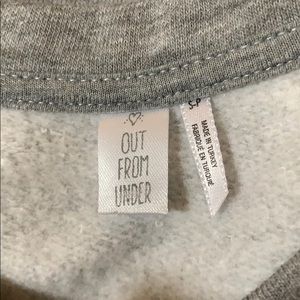 OUT
FROM
UNDER
S
MADE IN TURKEY
FABRIQUÉ EN TURQUIE